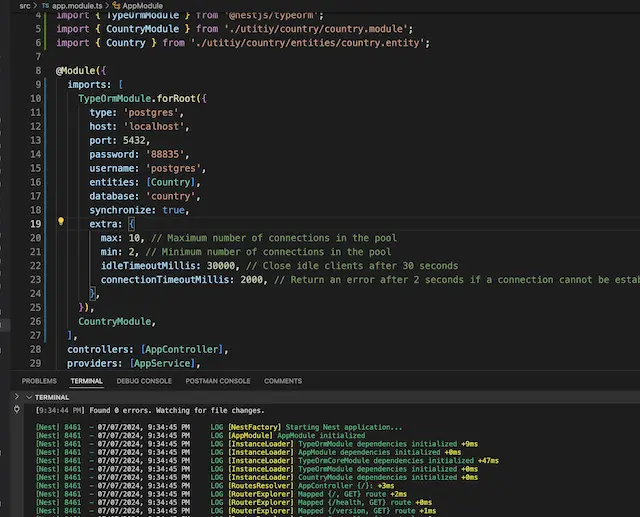 src > TS app.module.ts > AppModule
4 import { TypeOrmModule } from '@nestjs/typeorm';
5 import { CountryModule } from './utitiy/country/country.module';
6 import { Country } from './utitiy/country/entities/country.entity';
7
8 @Module({
9 imports: [
10 TypeOrmModule.forRoot({
11 type: 'postgres',
12 host: 'localhost',
13 port: 5432,
14 password: '88835',
15 username: 'postgres',
16 entities: [Country],
17 database: 'country',
18 synchronize: true,
19 extra: {
20 max: 10, // Maximum number of connections in the pool
21 min: 2, // Minimum number of connections in the pool
22 idleTimeoutMillis: 30000, // Close idle clients after 30 seconds
23 connectionTimeoutMillis: 2000, // Return an error after 2 seconds if a connection cannot be estab
24 },
25 }),
26 CountryModule,
27 ],
28 controllers: [AppController],
29 providers: [AppService],
PROBLEMS TERMINAL DEBUG CONSOLE POSTMAN CONSOLE COMMENTS
TERMINAL
[9:34:44 PM] Found 0 errors. Watching for file changes.
[Nest] 8461 - 07/07/2024, 9:34:45 PM LOG [NestFactory] Starting Nest application...
[Nest] 8461 - 07/07/2024, 9:34:45 PM LOG [AppModule] AppModule initialized
[Nest] 8461 - 07/07/2024, 9:34:45 PM LOG [InstanceLoader] TypeOrmModule dependencies initialized +9ms
[Nest] 8461 - 07/07/2024, 9:34:45 PM LOG [InstanceLoader] AppModule dependencies initialized +0ms
[Nest] 8461 - 07/07/2024, 9:34:45 PM LOG [InstanceLoader] TypeOrmCoreModule dependencies initialized +47ms
[Nest] 8461 - 07/07/2024, 9:34:45 PM LOG [InstanceLoader] TypeOrmModule dependencies initialized +0ms
[Nest] 8461 - 07/07/2024, 9:34:45 PM LOG [InstanceLoader] CountryModule dependencies initialized +0ms
[Nest] 8461 - 07/07/2024, 9:34:45 PM LOG [RoutesResolver] AppController {/}: +3ms
[Nest] 8461 - 07/07/2024, 9:34:45 PM LOG [RouterExplorer] Mapped {/, GET} route +2ms
[Nest] 8461 - 07/07/2024, 9:34:45 PM LOG [RouterExplorer] Mapped {/health, GET} route +0ms
[Nest] 8461 - 07/07/2024, 9:34:45 PM LOG [RouterExplorer] Mapped {/version, GET} route +1ms